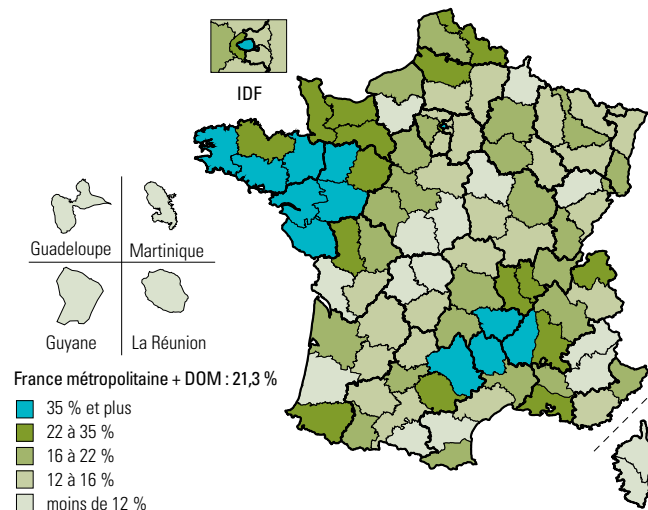 IDF
Guadeloupe
Martinique
Guyane
La Réunion
France métropolitaine + DOM : 21,3 %
35 % et plus
22 à 35 %
16 à 22 %
12 à 16 %
moins de 12 %